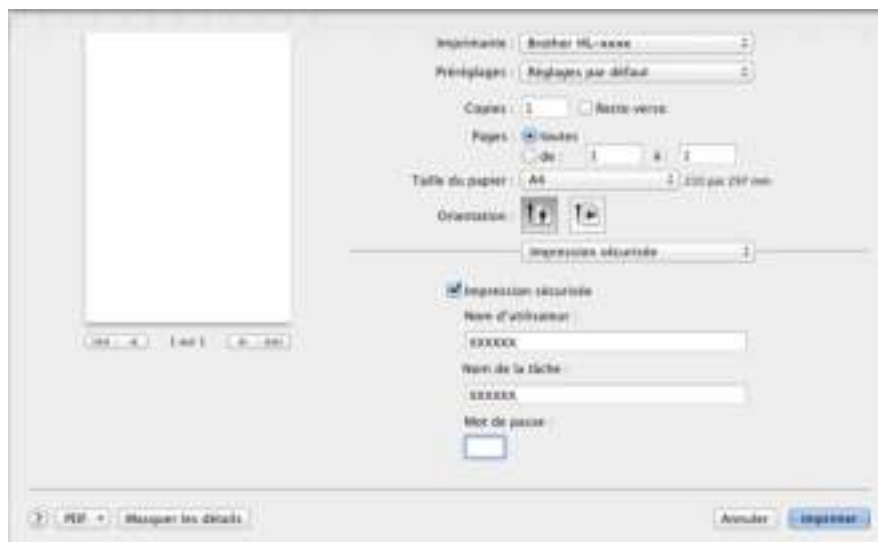 Imprimante : Brother HL-xxxx
Préréglages : Réglages par défaut
Copies : 1 Recto verso
Pages : toutes
de : 1 à : 1
Taille du papier : A4 210 par 297 mm
Orientation :
Impression sécurisée
Impression sécurisée
Nom d'utilisateur :
XXXXXX
Nom de la tâche :
XXXXXX
Mot de passe :
1 sur 1
? PDF Masquer les détails Annuler Imprimer